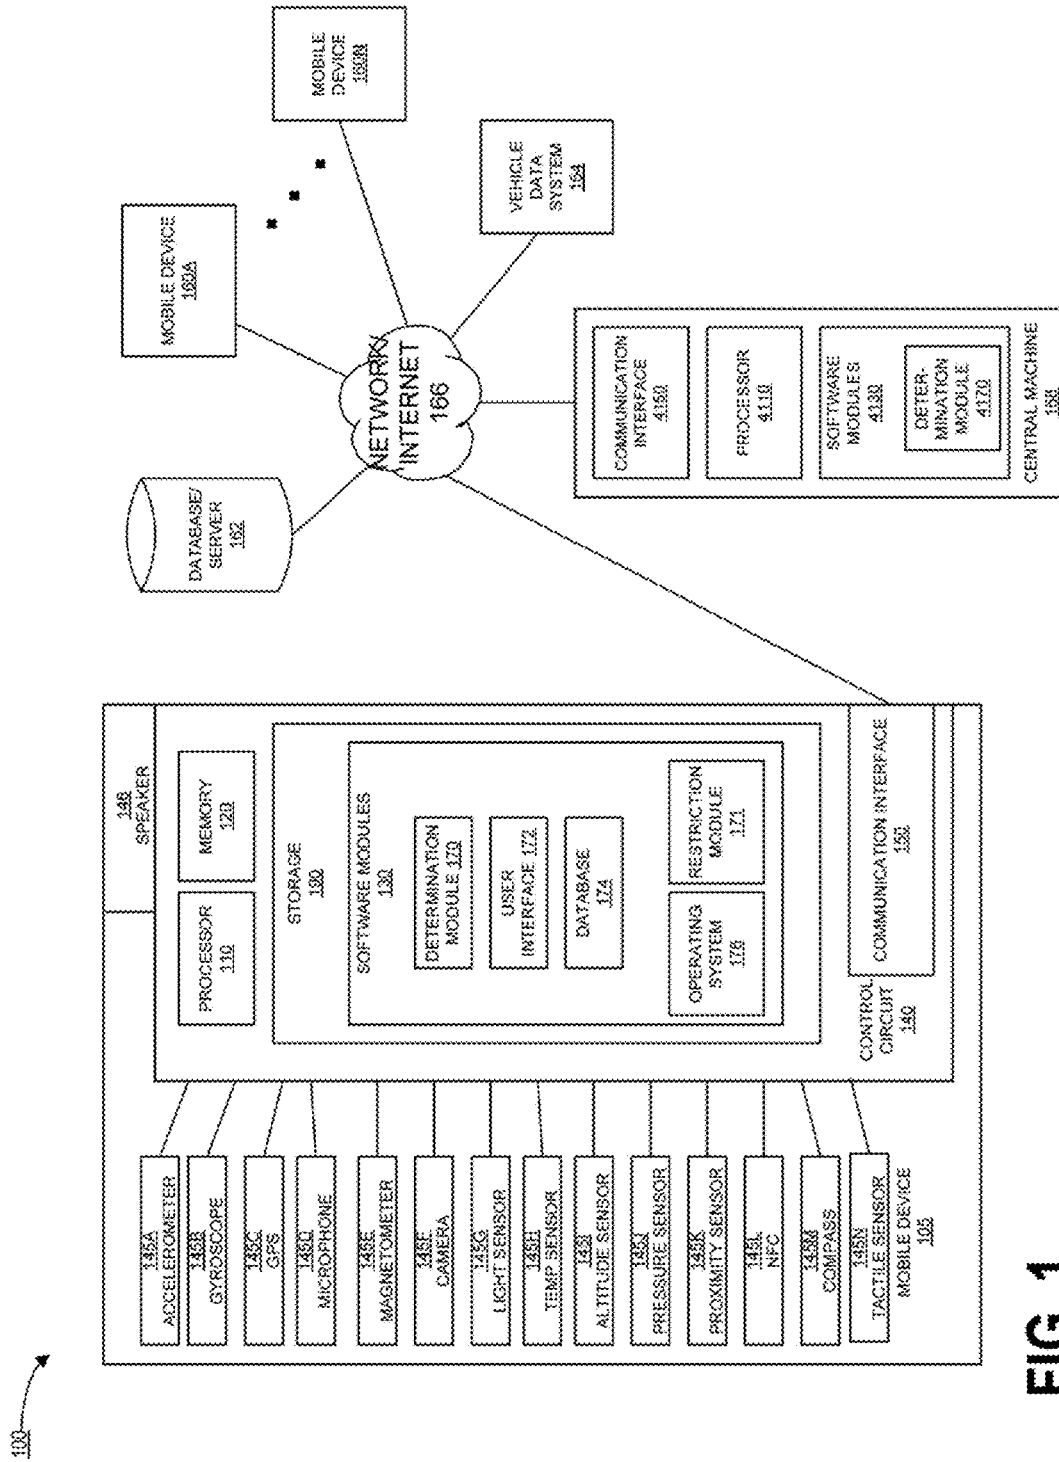 100
145A
ACCELEROMETER
145B
GYROSCOPE
145C
GPS
145D
MICROPHONE
145E
MAGNETOMETER
145F
CAMERA
145G
LIGHT SENSOR
145H
TEMP SENSOR
145I
ALTITUDE SENSOR
145J
PRESSURE SENSOR
145K
PROXIMITY SENSOR
145L
NFC
145M
COMPASS
145N
TACTILE SENSOR
MOBILE DEVICE
105
146
SPEAKER
PROCESSOR
110
MEMORY
120
STORAGE
190
SOFTWARE MODULES
130
DETERMINATION
MODULE 170
USER
INTERFACE 172
DATABASE
174
OPERATING
SYSTEM
176
RESTRICTION
MODULE
171
CONTROL
CIRCUIT
140
COMMUNICATION INTERFACE
150
DATABASE/
SERVER
162
MOBILE DEVICE
160A
MOBILE
DEVICE
160N
NETWORK/
INTERNET
166
VEHICLE
DATA
SYSTEM
164
COMMUNICATION
INTERFACE
4150
PROCESSOR
4110
SOFTWARE
MODULES
4130
DETER-
MINATION
MODULE
4170
CENTRAL MACHINE
168
FIG. 1